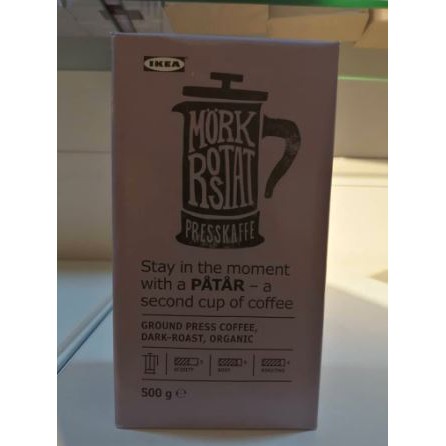 IKEA
MÖRK
ROSTAT
PRESSKAFFE
Stay in the moment
with a PÅTÅR – a
second cup of coffee
GROUND PRESS COFFEE,
DARK-ROAST, ORGANIC
500 g ℮